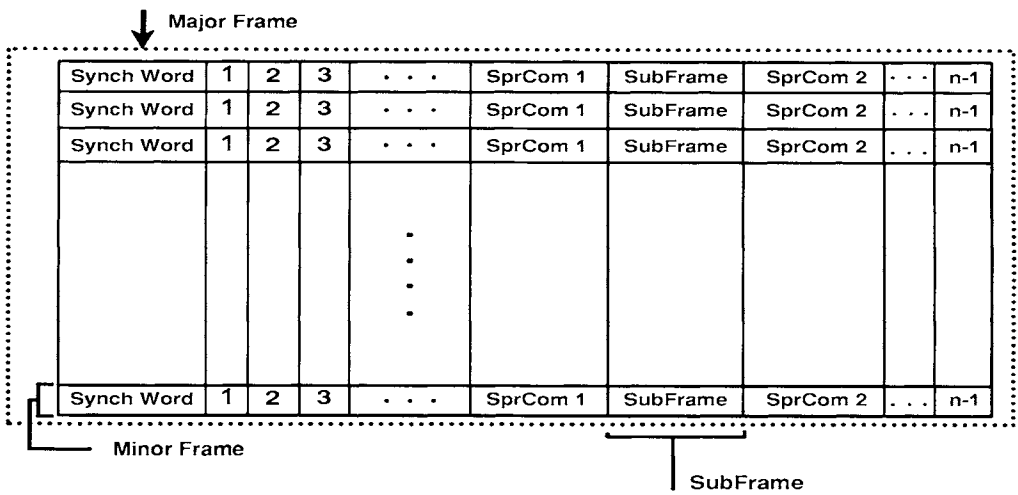 Major Frame
Synch Word 1 2 3 . . . SprCom 1 SubFrame SprCom 2 . . . n-1
Synch Word 1 2 3 . . . SprCom 1 SubFrame SprCom 2 . . . n-1
Synch Word 1 2 3 . . . SprCom 1 SubFrame SprCom 2 . . . n-1
Synch Word 1 2 3 . . . SprCom 1 SubFrame SprCom 2 . . . n-1
Minor Frame
SubFrame